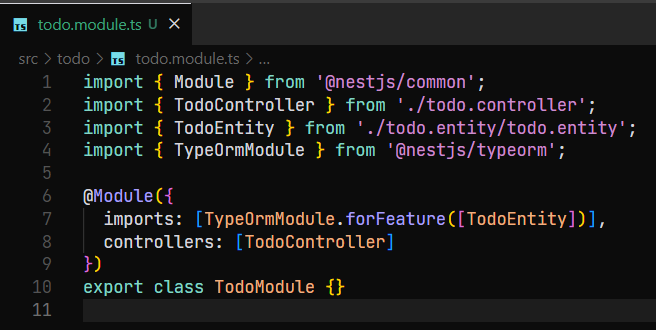 TS todo.module.ts U ×
src > todo > TS todo.module.ts > ...
1 import { Module } from '@nestjs/common';
2 import { TodoController } from './todo.controller';
3 import { TodoEntity } from './todo.entity/todo.entity';
4 import { TypeOrmModule } from '@nestjs/typeorm';
5
6 @Module({
7   imports: [TypeOrmModule.forFeature([TodoEntity])],
8   controllers: [TodoController]
9 })
10 export class TodoModule {}
11